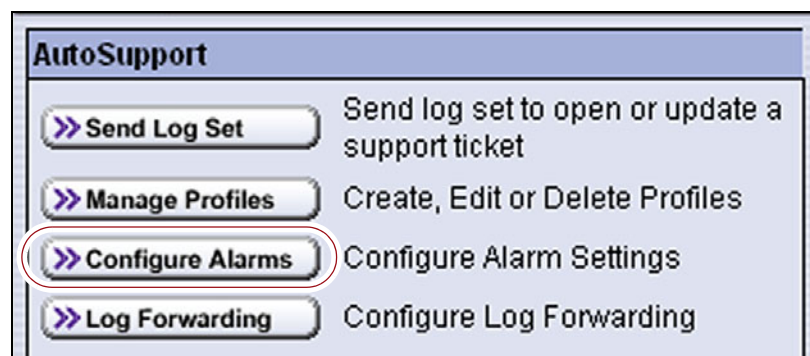 AutoSupport
>> Send Log Set
Send log set to open or update a
support ticket
>> Manage Profiles
Create, Edit or Delete Profiles
>> Configure Alarms
Configure Alarm Settings
>> Log Forwarding
Configure Log Forwarding